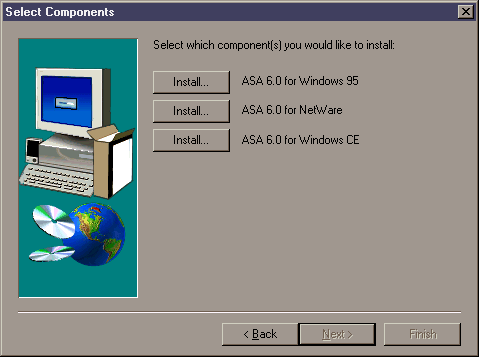 Select Components
Select which component(s) you would like to install:
Install... ASA 6.0 for Windows 95
Install... ASA 6.0 for NetWare
Install... ASA 6.0 for Windows CE
< Back Next > Finish